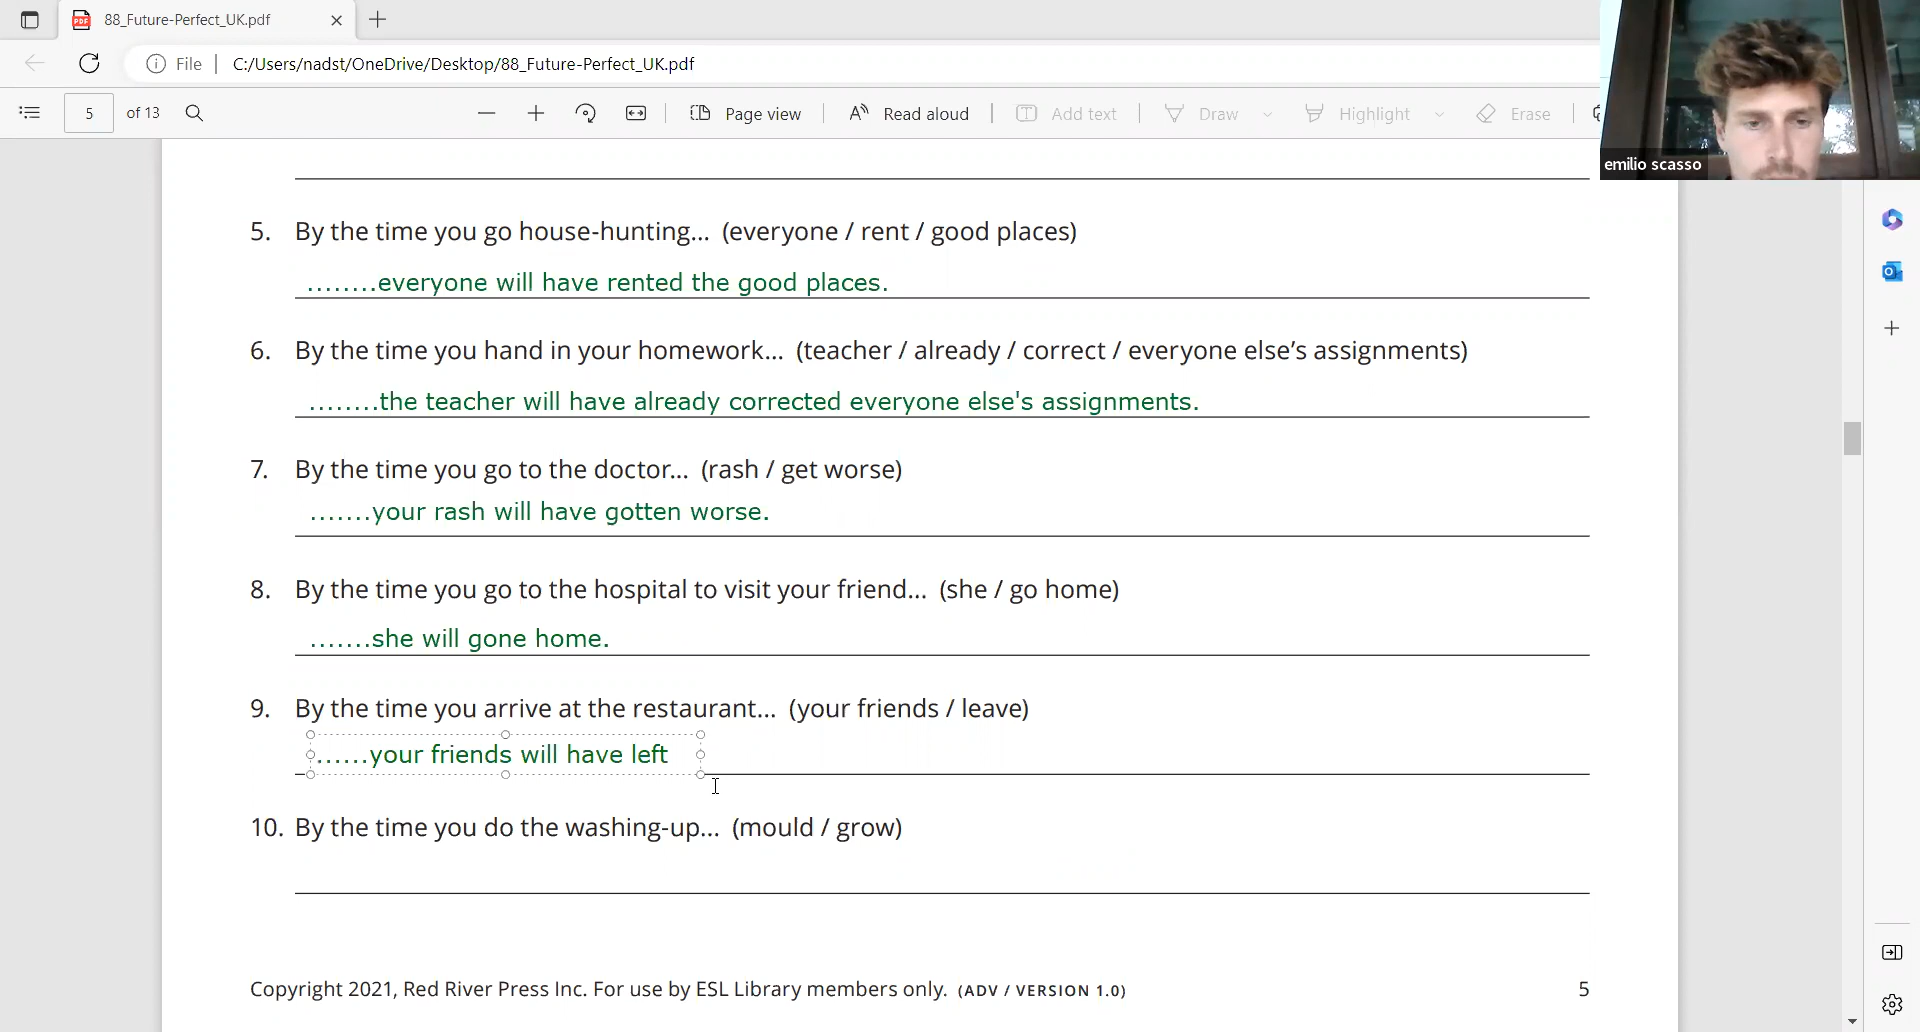 88_Future-Perfect_UK.pdf
File | C:/Users/nadst/OneDrive/Desktop/88_Future-Perfect_UK.pdf
5 of 13 Page view Read aloud Add text Draw Highlight Erase
emilio scasso
5. By the time you go house-hunting... (everyone / rent / good places)
........everyone will have rented the good places.
6. By the time you hand in your homework... (teacher / already / correct / everyone else’s assignments)
........the teacher will have already corrected everyone else's assignments.
7. By the time you go to the doctor... (rash / get worse)
.......your rash will have gotten worse.
8. By the time you go to the hospital to visit your friend... (she / go home)
.......she will gone home.
9. By the time you arrive at the restaurant... (your friends / leave)
......your friends will have left
10. By the time you do the washing-up... (mould / grow)
Copyright 2021, Red River Press Inc. For use by ESL Library members only. (ADV / VERSION 1.0) 5